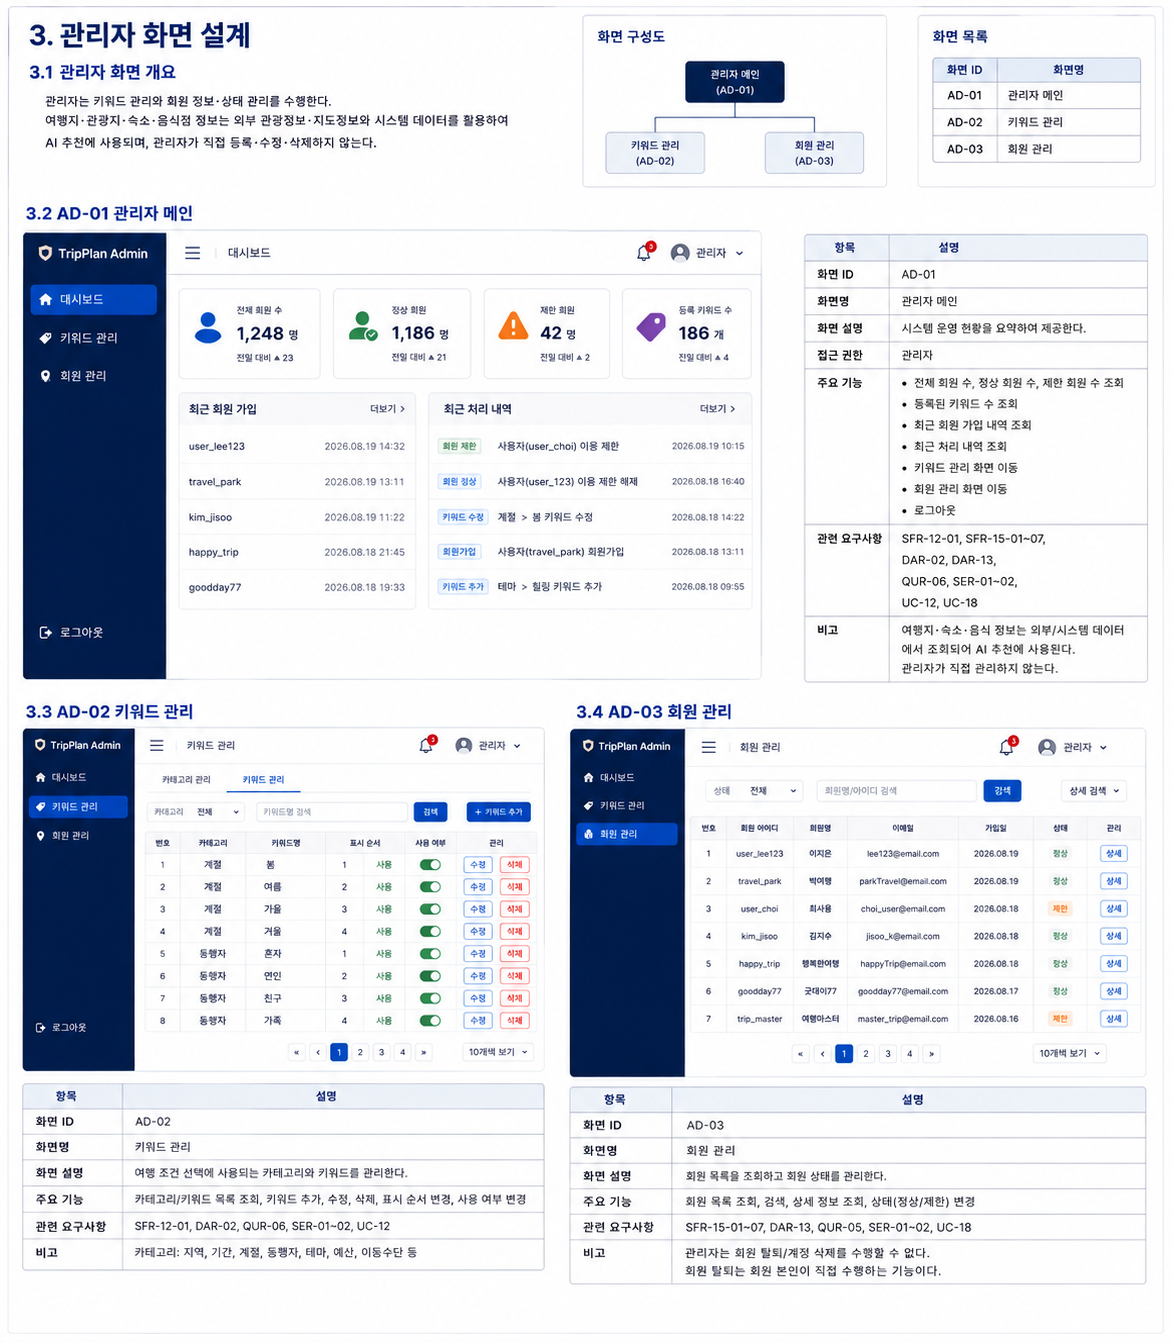 3. 관리자 화면 설계
3.1 관리자 화면 개요
관리자는 키워드 관리와 회원 정보·상태 관리를 수행한다.
여행지·관광지·숙소·음식점 정보는 외부 관광정보·지도정보와 시스템 데이터를 활용하여
AI 추천에 사용되며, 관리자가 직접 등록·수정·삭제하지 않는다.
화면 구성도
관리자 메인
(AD-01)
키워드 관리
(AD-02)
회원 관리
(AD-03)
화면 목록
화면 ID 화면명
AD-01 관리자 메인
AD-02 키워드 관리
AD-03 회원 관리
3.2 AD-01 관리자 메인
TripPlan Admin
대시보드
키워드 관리
회원 관리
로그아웃
대시보드
3
관리자
전체 회원 수
1,248 명
전일 대비 ▲ 23
정상 회원
1,186 명
전일 대비 ▲ 21
제한 회원
42 명
전일 대비 ▲ 2
등록 키워드 수
186 개
전일 대비 ▲ 4
최근 회원 가입 더보기 >
user_lee123 2026.08.19 14:32
travel_park 2026.08.19 13:11
kim_jisoo 2026.08.19 11:22
happy_trip 2026.08.18 21:45
goodday77 2026.08.18 19:33
최근 처리 내역 더보기 >
회원 제한 사용자(user_choi) 이용 제한 2026.08.19 10:15
회원 정상 사용자(user_123) 이용 제한 해제 2026.08.18 16:40
키워드 수정 계절 > 봄 키워드 수정 2026.08.18 14:22
회원가입 사용자(travel_park) 회원가입 2026.08.18 13:11
키워드 추가 테마 > 힐링 키워드 추가 2026.08.18 09:55
항목 설명
화면 ID AD-01
화면명 관리자 메인
화면 설명 시스템 운영 현황을 요약하여 제공한다.
접근 권한 관리자
주요 기능 • 전체 회원 수, 정상 회원 수, 제한 회원 수 조회
• 등록된 키워드 수 조회
• 최근 회원 가입 내역 조회
• 최근 처리 내역 조회
• 키워드 관리 화면 이동
• 회원 관리 화면 이동
• 로그아웃
관련 요구사항 SFR-12-01, SFR-15-01~07,
DAR-02, DAR-13,
QUR-06, SER-01~02,
UC-12, UC-18
비고 여행지·숙소·음식 정보는 외부/시스템 데이터
에서 조회되어 AI 추천에 사용된다.
관리자가 직접 관리하지 않는다.
3.3 AD-02 키워드 관리
TripPlan Admin
대시보드
키워드 관리
회원 관리
로그아웃
키워드 관리
3
관리자
카테고리 관리 키워드 관리
카테고리 전체 키워드명 검색 검색 + 키워드 추가
번호 카테고리 키워드명 표시 순서 사용 여부 관리
1 계절 봄 1 사용 수정 삭제
2 계절 여름 2 사용 수정 삭제
3 계절 가을 3 사용 수정 삭제
4 계절 겨울 4 사용 수정 삭제
5 동행자 혼자 1 사용 수정 삭제
6 동행자 연인 2 사용 수정 삭제
7 동행자 친구 3 사용 수정 삭제
8 동행자 가족 4 사용 수정 삭제
« ‹ 1 2 3 4 » 10개씩 보기
항목 설명
화면 ID AD-02
화면명 키워드 관리
화면 설명 여행 조건 선택에 사용되는 카테고리와 키워드를 관리한다.
주요 기능 카테고리/키워드 목록 조회, 키워드 추가, 수정, 삭제, 표시 순서 변경, 사용 여부 변경
관련 요구사항 SFR-12-01, DAR-02, QUR-06, SER-01~02, UC-12
비고 카테고리: 지역, 기간, 계절, 동행자, 테마, 예산, 이동수단 등
3.4 AD-03 회원 관리
TripPlan Admin
대시보드
키워드 관리
회원 관리
회원 관리
3
관리자
상태 전체 회원명/아이디 검색 검색 상세 검색
번호 회원 아이디 회원명 이메일 가입일 상태 관리
1 user_lee123 이지은 lee123@email.com 2026.08.19 정상 상세
2 travel_park 박여행 parkTravel@email.com 2026.08.19 정상 상세
3 user_choi 최사용 choi_user@email.com 2026.08.18 제한 상세
4 kim_jisoo 김지수 jisoo_k@email.com 2026.08.18 정상 상세
5 happy_trip 행복한여행 happyTrip@email.com 2026.08.18 정상 상세
6 goodday77 굿데이77 goodday77@email.com 2026.08.17 정상 상세
7 trip_master 여행마스터 master_trip@email.com 2026.08.16 제한 상세
« ‹ 1 2 3 4 » 10개씩 보기
항목 설명
화면 ID AD-03
화면명 회원 관리
화면 설명 회원 목록을 조회하고 회원 상태를 관리한다.
주요 기능 회원 목록 조회, 검색, 상세 정보 조회, 상태(정상/제한) 변경
관련 요구사항 SFR-15-01~07, DAR-13, QUR-05, SER-01~02, UC-18
비고 관리자는 회원 탈퇴/계정 삭제를 수행할 수 없다.
회원 탈퇴는 회원 본인이 직접 수행하는 기능이다.